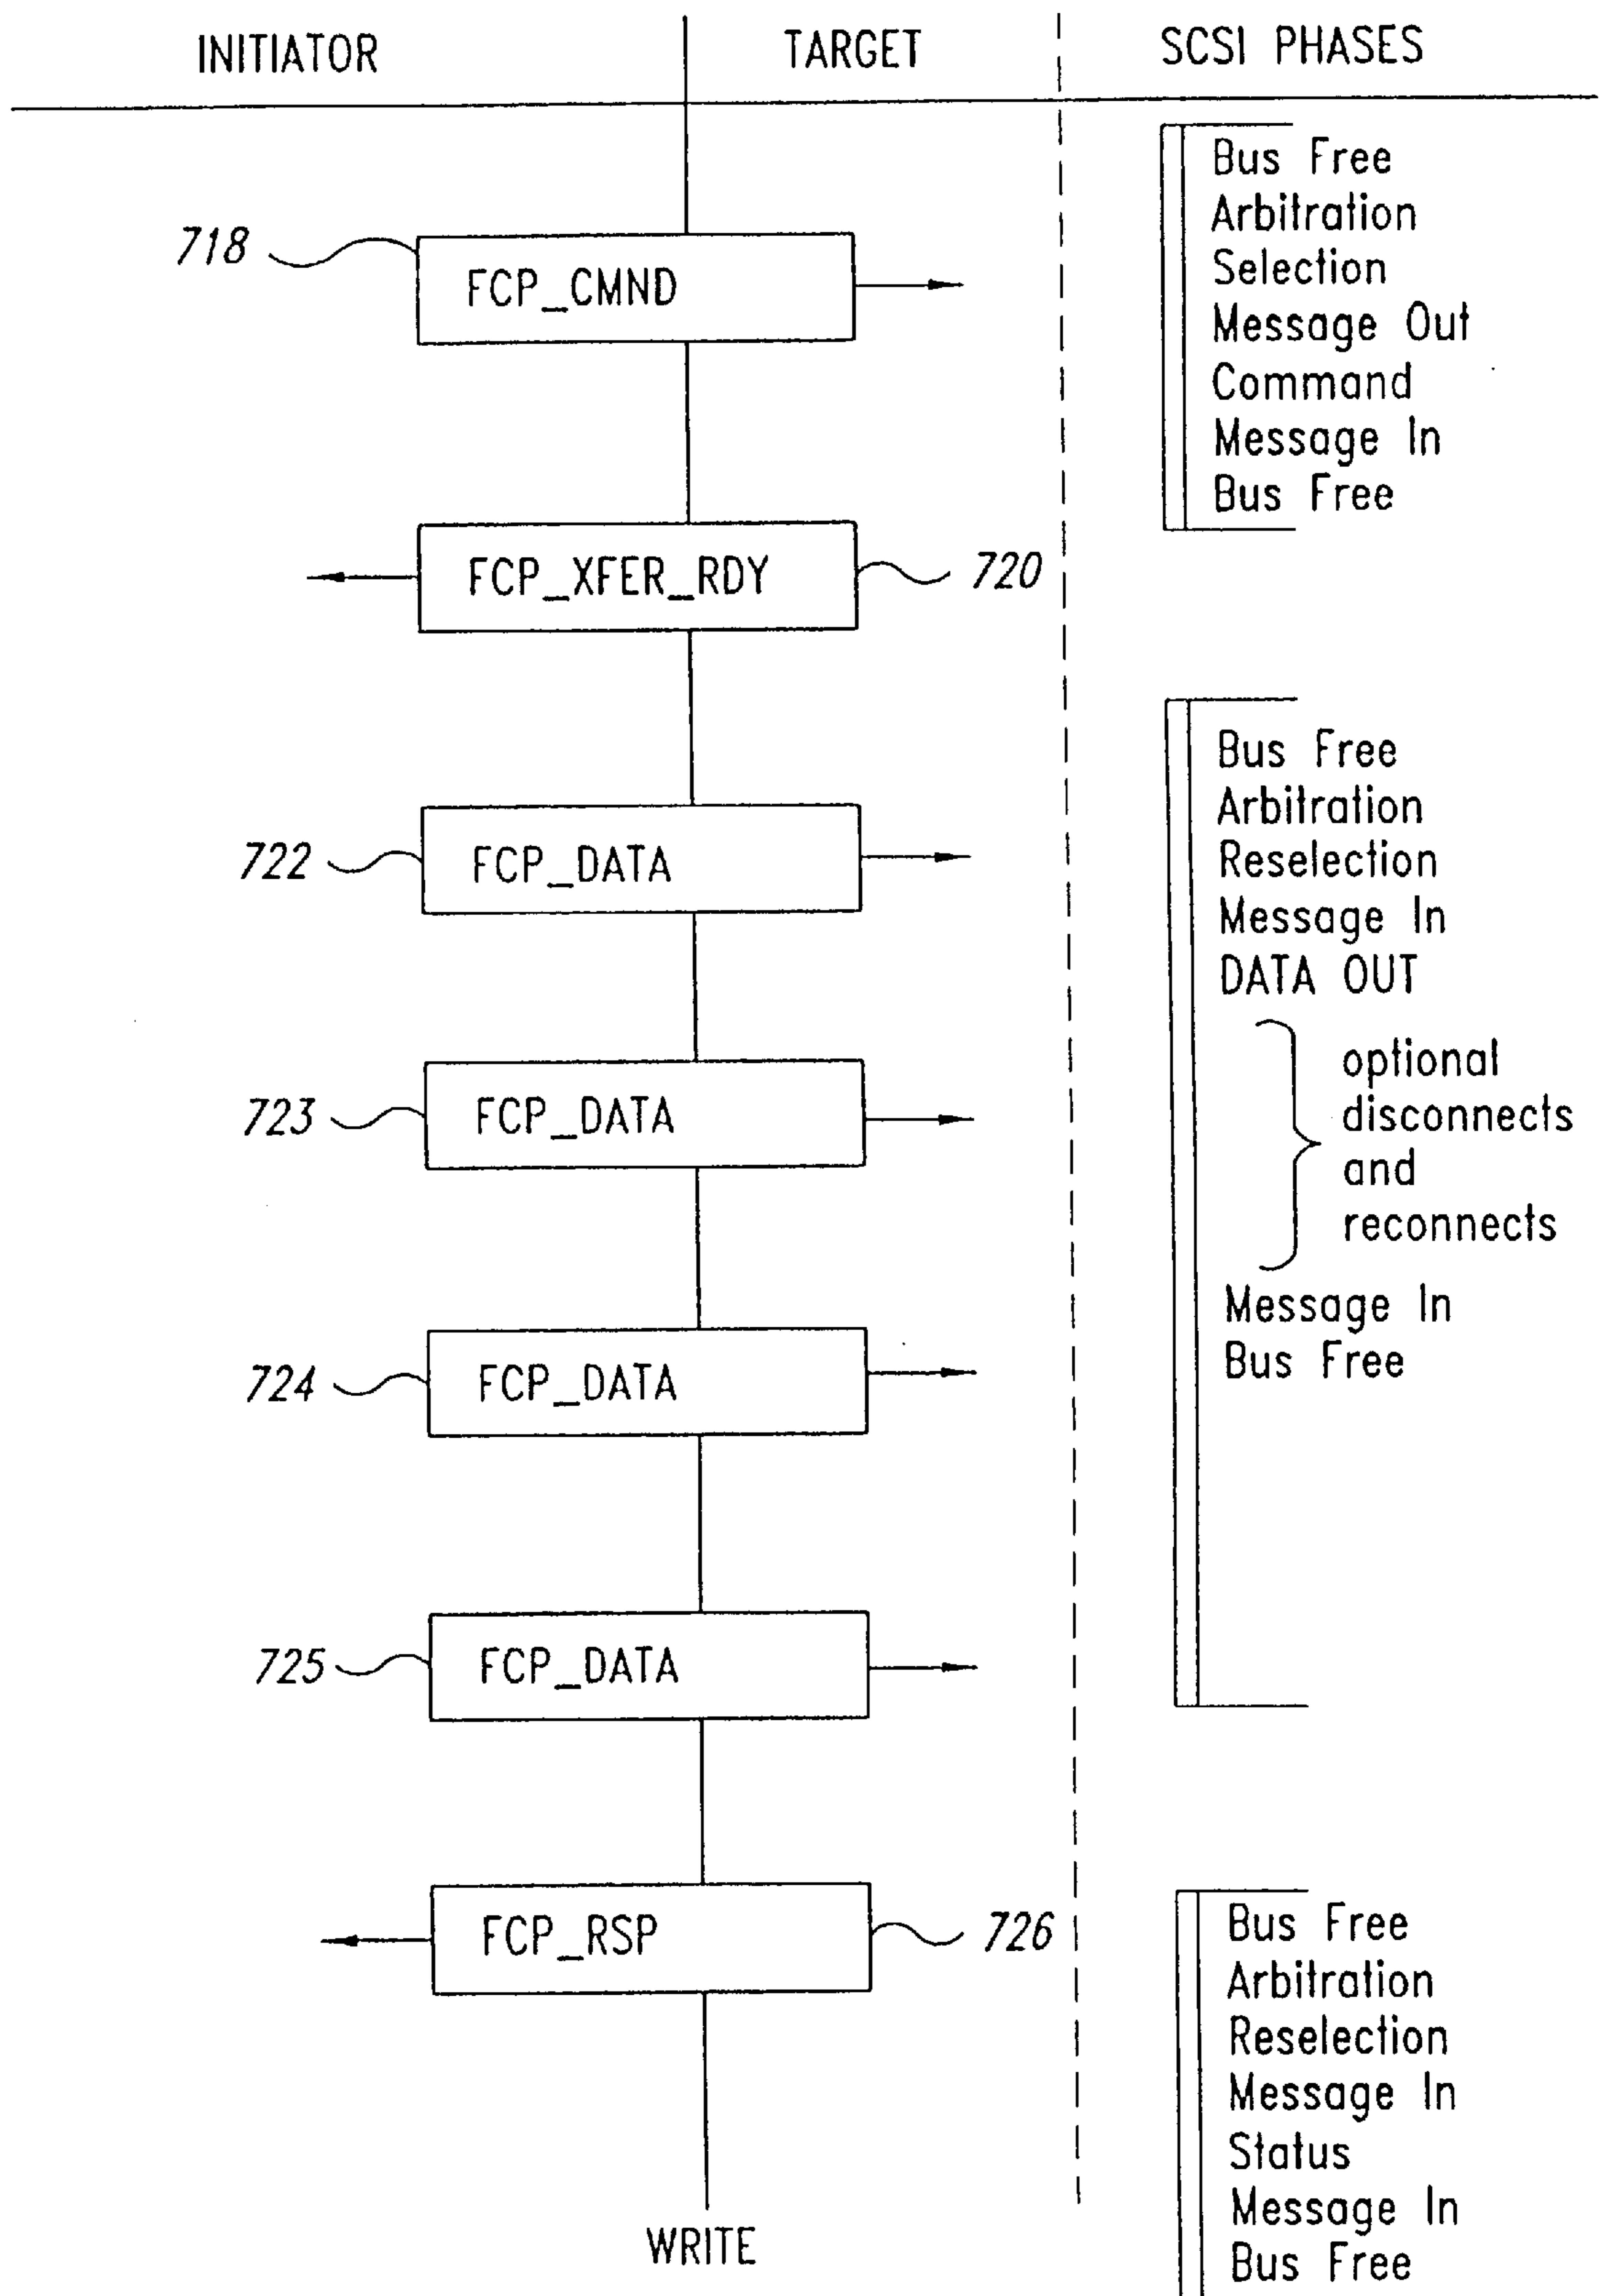 INITIATOR
TARGET
SCSI PHASES
Bus Free
Arbitration
Selection
Message Out
Command
Message In
Bus Free
718
FCP_CMND
FCP_XFER_RDY
720
Bus Free
Arbitration
Reselection
Message In
DATA OUT
optional
disconnects
and
reconnects
Message In
Bus Free
722
FCP_DATA
723
FCP_DATA
724
FCP_DATA
725
FCP_DATA
FCP_RSP
726
Bus Free
Arbitration
Reselection
Message In
Status
Message In
Bus Free
WRITE